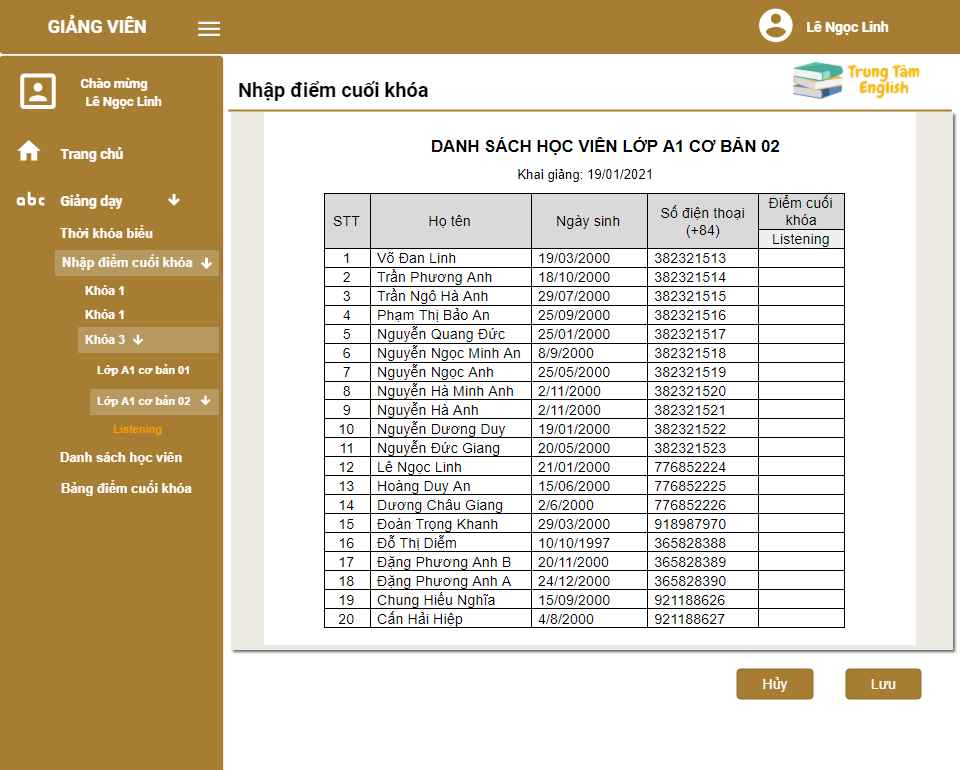 GIẢNG VIÊN
Lê Ngọc Linh
Chào mừng
Lê Ngọc Linh
Trang chủ
abc Giảng dạy
Thời khóa biểu
Nhập điểm cuối khóa
Khóa 1
Khóa 1
Khóa 3
Lớp A1 cơ bản 01
Lớp A1 cơ bản 02
Listening
Danh sách học viên
Bảng điểm cuối khóa
Nhập điểm cuối khóa
Trung Tâm
English
DANH SÁCH HỌC VIÊN LỚP A1 CƠ BẢN 02
Khai giảng: 19/01/2021
STT Họ tên Ngày sinh Số điện thoại (+84) Điểm cuối khóa
Listening
1 Võ Đan Linh 19/03/2000 382321513
2 Trần Phương Anh 18/10/2000 382321514
3 Trần Ngô Hà Anh 29/07/2000 382321515
4 Phạm Thị Bảo An 25/09/2000 382321516
5 Nguyễn Quang Đức 25/01/2000 382321517
6 Nguyễn Ngọc Minh An 8/9/2000 382321518
7 Nguyễn Ngọc Anh 25/05/2000 382321519
8 Nguyễn Hà Minh Anh 2/11/2000 382321520
9 Nguyễn Hà Anh 2/11/2000 382321521
10 Nguyễn Dương Duy 19/01/2000 382321522
11 Nguyễn Đức Giang 20/05/2000 382321523
12 Lê Ngọc Linh 21/01/2000 776852224
13 Hoàng Duy An 15/06/2000 776852225
14 Dương Châu Giang 2/6/2000 776852226
15 Đoàn Trọng Khanh 29/03/2000 918987970
16 Đỗ Thị Diễm 10/10/1997 365828388
17 Đặng Phương Anh B 20/11/2000 365828389
18 Đặng Phương Anh A 24/12/2000 365828390
19 Chung Hiếu Nghĩa 15/09/2000 921188626
20 Cấn Hải Hiệp 4/8/2000 921188627
Hủy
Lưu